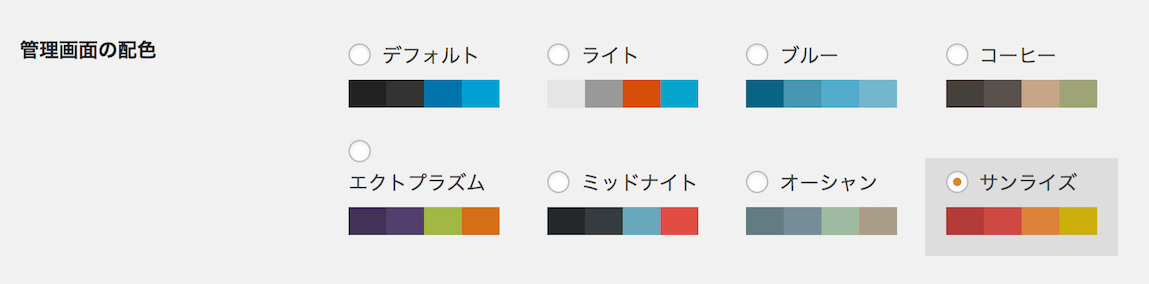 管理画面の配色
デフォルト
ライト
ブルー
コーヒー
エクトプラズム
ミッドナイト
オーシャン
サンライズ